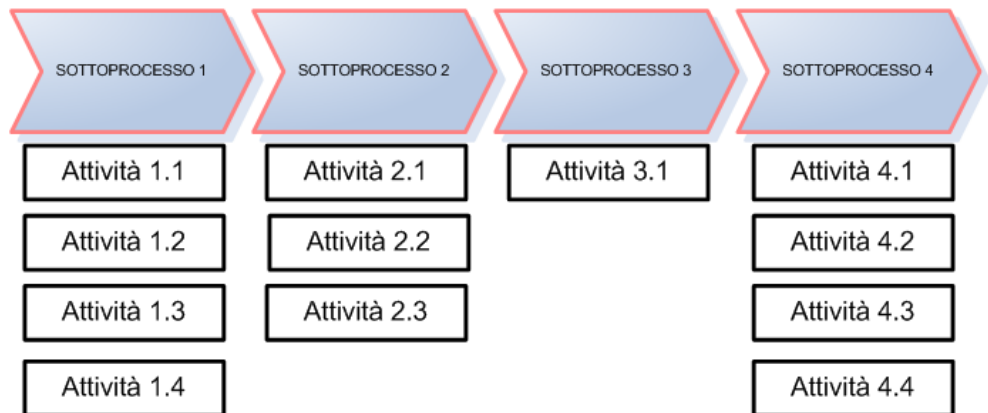 SOTTOPROCESSO 1
SOTTOPROCESSO 2
SOTTOPROCESSO 3
SOTTOPROCESSO 4
Attività 1.1
Attività 2.1
Attività 3.1
Attività 4.1
Attività 1.2
Attività 2.2
Attività 4.2
Attività 1.3
Attività 2.3
Attività 4.3
Attività 1.4
Attività 4.4